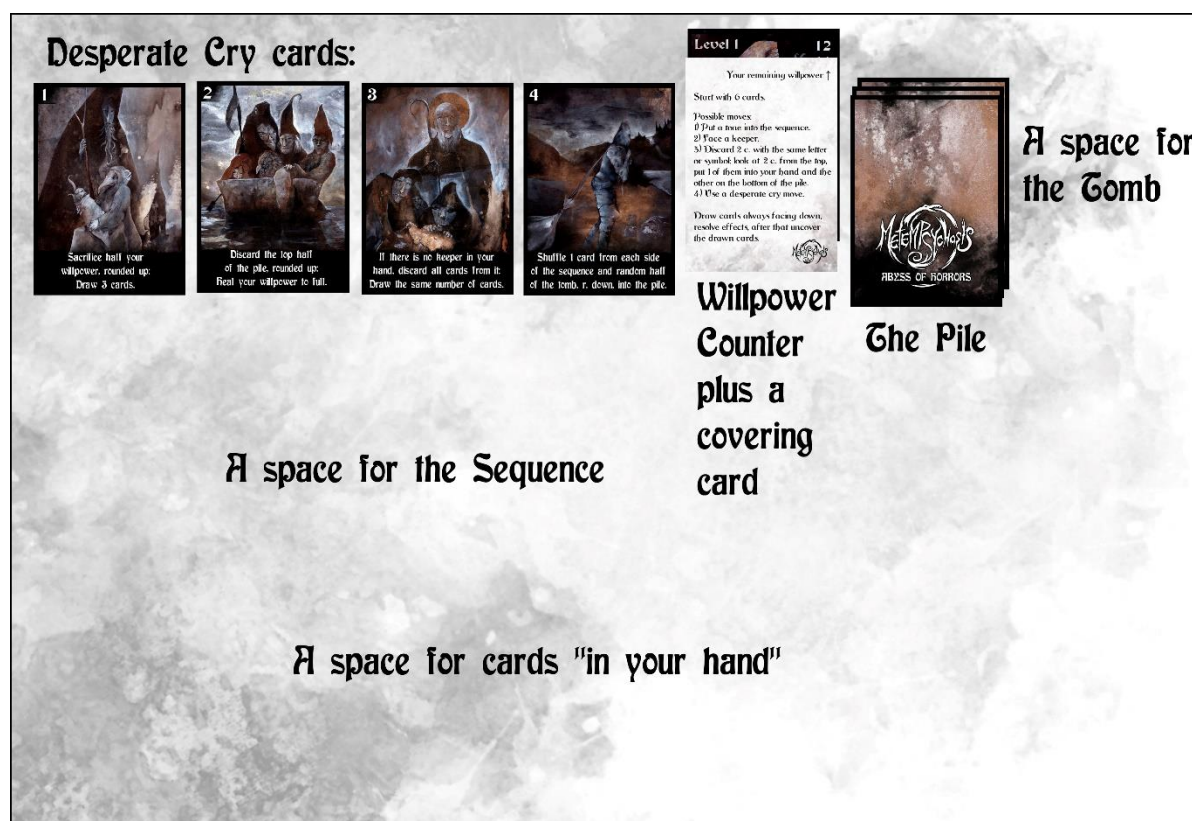 Desperate Cry cards:
1
Sacrifice half your
willpower, rounded up:
Draw 3 cards.
2
Discard the top half
of the pile, rounded up:
Heal your willpower to full.
3
If there is no keeper in your
hand, discard all cards from it:
Draw the same number of cards.
4
Shuffle 1 card from each side
of the sequence and random half
of the tomb, r. down, into the pile.
Level 1
12
Your remaining willpower ↑
Start with 6 cards.
Possible moves:
1) Put a tone into the sequence.
2) Face a keeper.
3) Discard 2 c. with the same letter
or symbol: look at 2 c. from the top,
put 1 of them into your hand and the
other on the bottom of the pile.
4) Use a desperate cry move.
Draw cards always facing down,
resolve effects, after that uncover
the drawn cards.
Metempsychosis
Metempsychosis
Abyss of Horrors
A space for
the Tomb
Willpower
Counter
plus a
covering
card
The Pile
A space for the Sequence
A space for cards "in your hand"